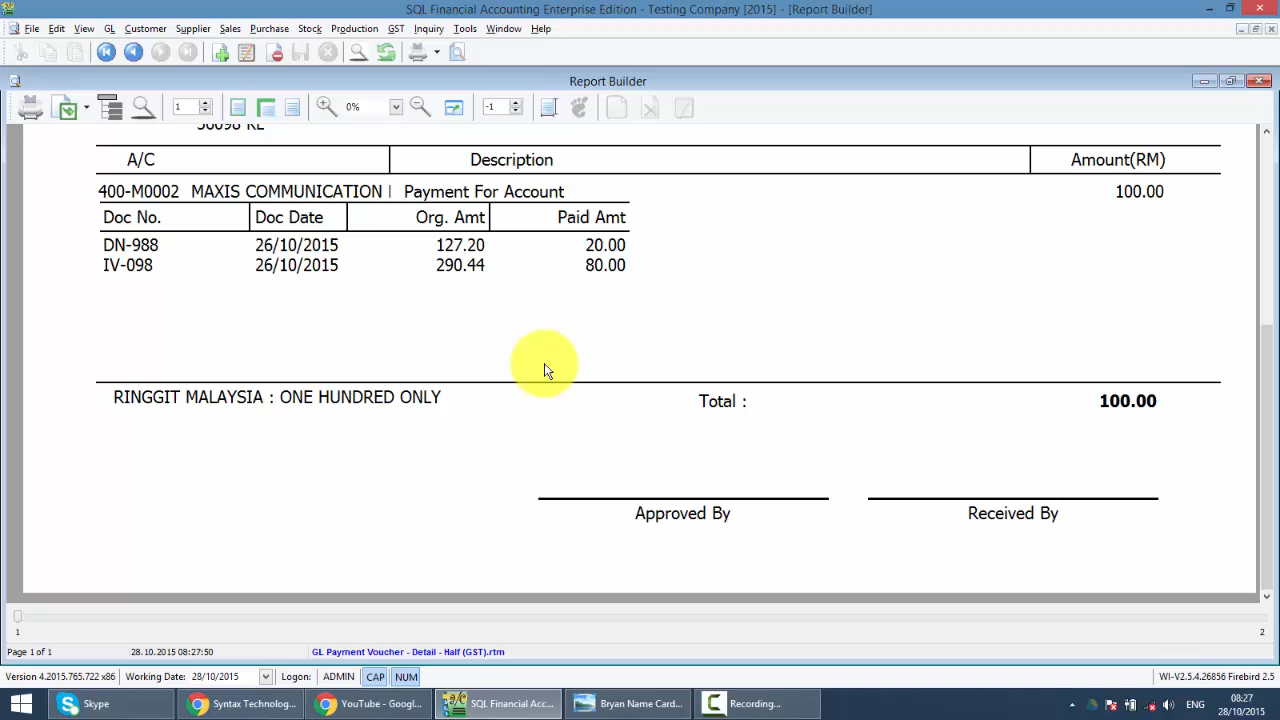 SQL Financial Accounting Enterprise Edition - Testing Company [2015] - [Report Builder]
File Edit View GL Customer Supplier Sales Purchase Stock Production GST Inquiry Tools Window Help
Report Builder
1 0% -1
50098 KL
A/C Description Amount(RM)
400-M0002 MAXIS COMMUNICATION Payment For Account 100.00
Doc No. Doc Date Org. Amt Paid Amt
DN-988 26/10/2015 127.20 20.00
IV-098 26/10/2015 290.44 80.00
RINGGIT MALAYSIA : ONE HUNDRED ONLY Total : 100.00
Approved By Received By
1 2
Page 1 of 1 28.10.2015 08:27:50 GL Payment Voucher - Detail - Half (GST).rtm
Version 4.2015.765.722 x86 Working Date: 28/10/2015 Logon: ADMIN CAP NUM WI-V2.5.4.26856 Firebird 2.5
Skype Syntax Technolog... YouTube - Googl... SQL Financial Acc... Bryan Name Card... Recording... ENG 08:27
28/10/2015